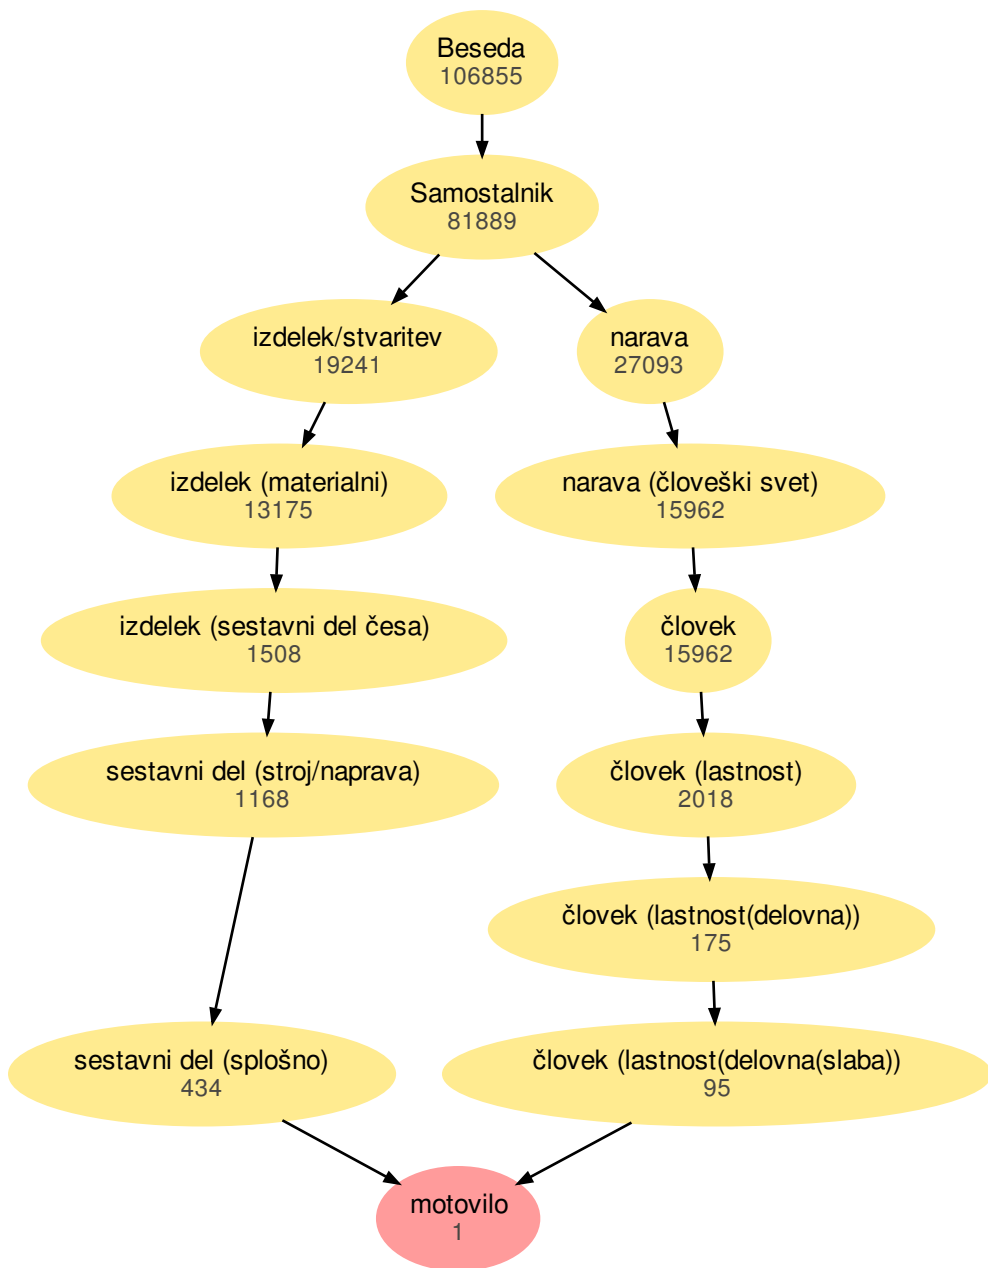 Beseda
106855
Samostalnik
81889
izdelek/stvaritev
19241
narava
27093
izdelek (materialni)
13175
narava (človeški svet)
15962
izdelek (sestavni del česa)
1508
človek
15962
sestavni del (stroj/naprava)
1168
človek (lastnost)
2018
človek (lastnost(delovna))
175
sestavni del (splošno)
434
človek (lastnost(delovna(slaba))
95
motovilo
1